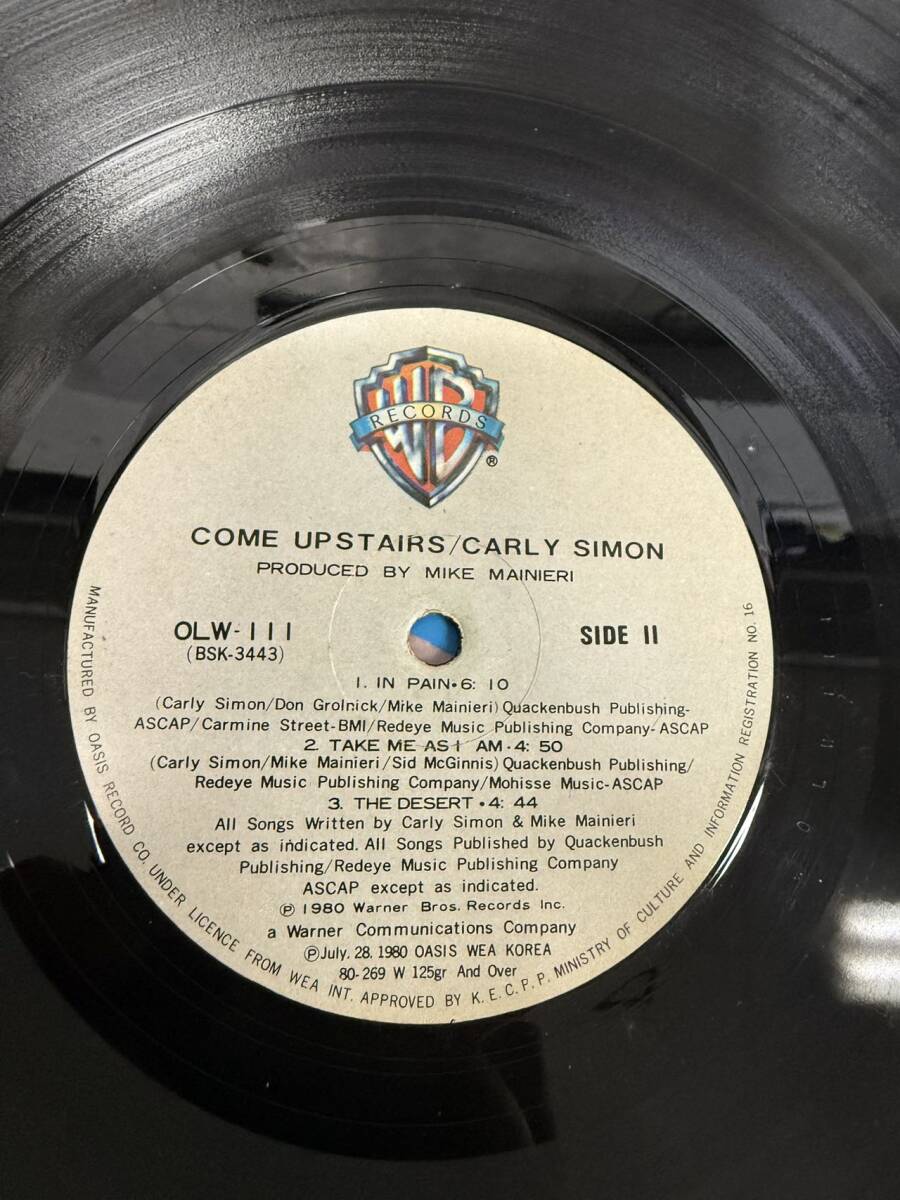 WB
RECORDS
®
COME UPSTAIRS/CARLY SIMON
PRODUCED BY MIKE MAINIERI
OLW-111
(BSK-3443)
SIDE II
1. IN PAIN•6: 10
(Carly Simon/Don Grolnick/Mike Mainieri) Quackenbush Publishing-
ASCAP/Carmine Street-BMI/Redeye Music Publishing Company-ASCAP
2. TAKE ME AS I AM•4: 50
(Carly Simon/Mike Mainieri/Sid McGinnis) Quackenbush Publishing/
Redeye Music Publishing Company/Mohisse Music-ASCAP
3. THE DESERT •4: 44
All Songs Written by Carly Simon & Mike Mainieri
except as indicated. All Songs Published by Quackenbush
Publishing/Redeye Music Publishing Company
ASCAP except as indicated.
℗ 1980 Warner Bros. Records Inc.
a Warner Communications Company
℗July. 28. 1980 OASIS WEA KOREA
80-269 W 125gr And Over
MANUFACTURED BY OASIS RECORD CO. UNDER LICENCE FROM WEA INT. APPROVED BY K. E. C. P. P. MINISTRY OF CULTURE AND INFORMATION REGISTRATION NO. 16